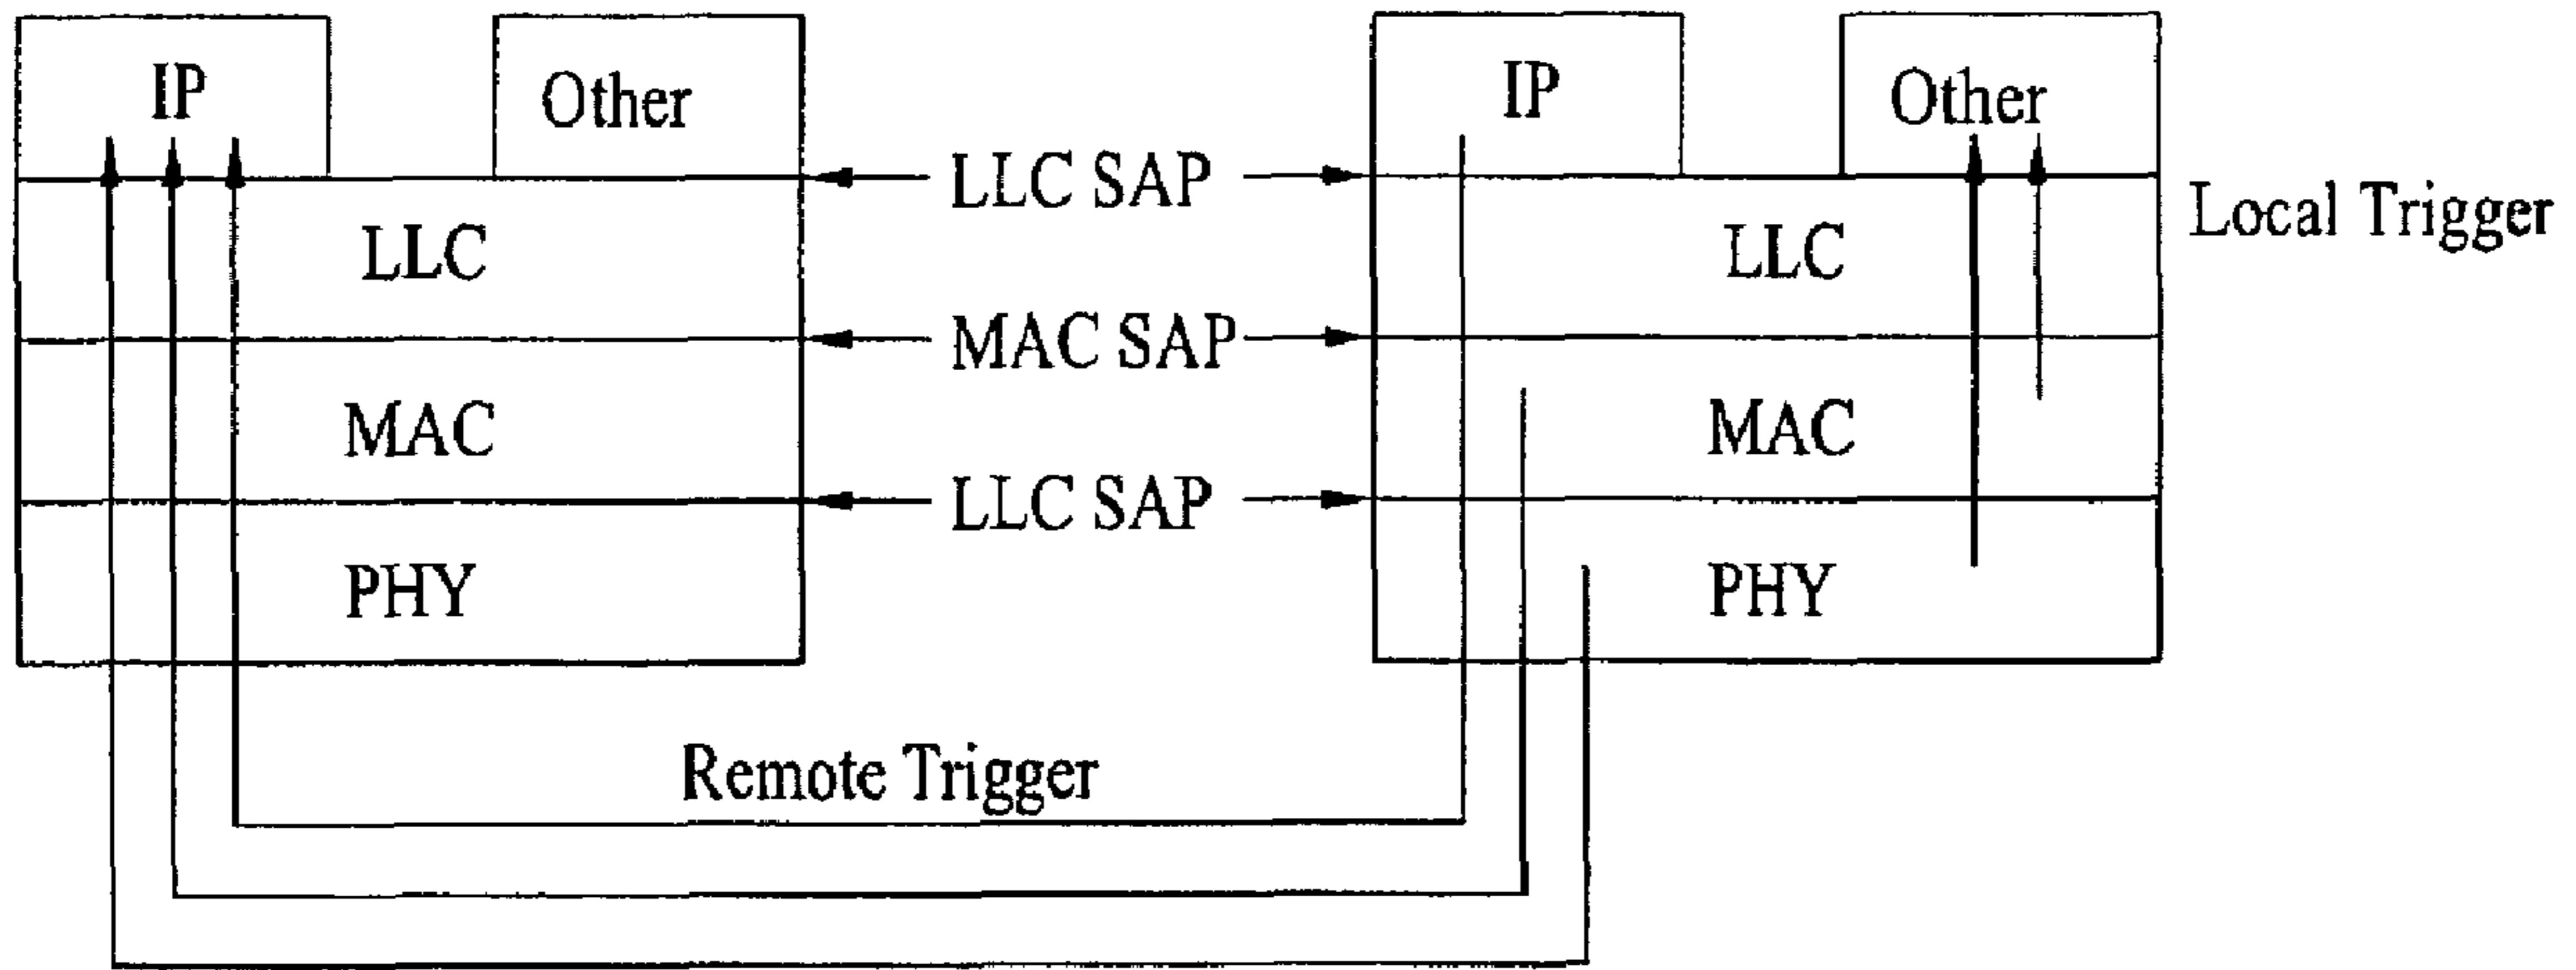 IP
Other
LLC SAP
IP
Other
LLC
LLC
Local Trigger
MAC SAP
MAC
MAC
LLC SAP
PHY
PHY
Remote Trigger